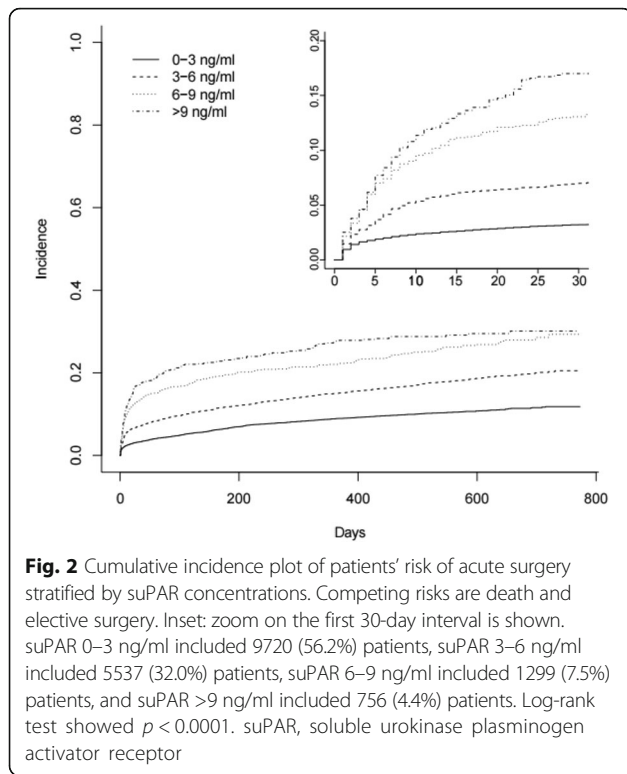 1.0
0.8
0.6
0.4
0.2
0.0
Incidence
0-3 ng/ml
3-6 ng/ml
6-9 ng/ml
>9 ng/ml
0.20
0.15
0.10
0.05
0.00
0 5 10 15 20 25 30
0 200 400 600 800
Days
Fig. 2 Cumulative incidence plot of patients’ risk of acute surgery
stratified by suPAR concentrations. Competing risks are death and
elective surgery. Inset: zoom on the first 30-day interval is shown.
suPAR 0–3 ng/ml included 9720 (56.2%) patients, suPAR 3–6 ng/ml
included 5537 (32.0%) patients, suPAR 6–9 ng/ml included 1299 (7.5%)
patients, and suPAR >9 ng/ml included 756 (4.4%) patients. Log-rank
test showed p < 0.0001. suPAR, soluble urokinase plasminogen
activator receptor